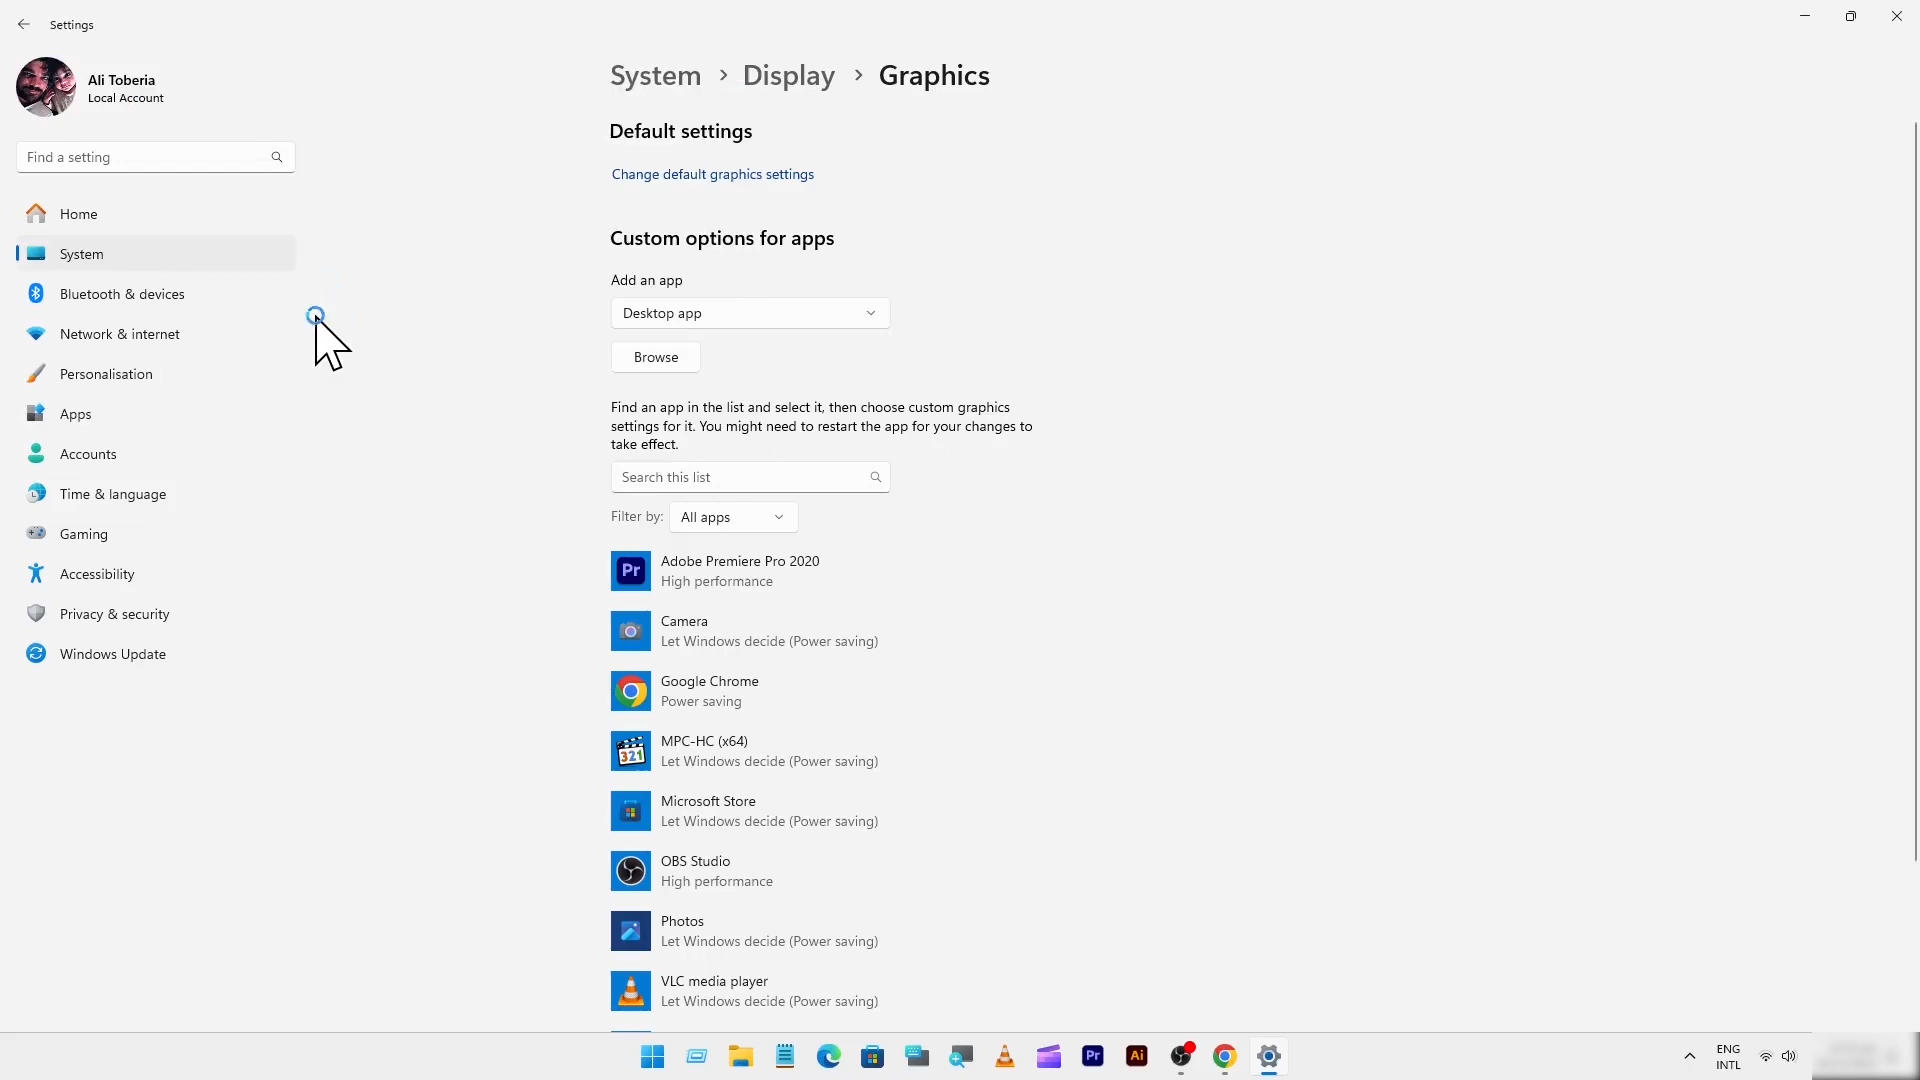 Settings
Ali Toberia
Local Account
Find a setting
Home
System
Bluetooth & devices
Network & internet
Personalisation
Apps
Accounts
Time & language
Gaming
Accessibility
Privacy & security
Windows Update
System > Display > Graphics
Default settings
Change default graphics settings
Custom options for apps
Add an app
Desktop app
Browse
Find an app in the list and select it, then choose custom graphics
settings for it. You might need to restart the app for your changes to
take effect.
Search this list
Filter by: All apps
Pr
Adobe Premiere Pro 2020
High performance
Camera
Let Windows decide (Power saving)
Google Chrome
Power saving
321
MPC-HC (x64)
Let Windows decide (Power saving)
Microsoft Store
Let Windows decide (Power saving)
OBS Studio
High performance
Photos
Let Windows decide (Power saving)
VLC media player
Let Windows decide (Power saving)
Pr
Ai
ENG
INTL